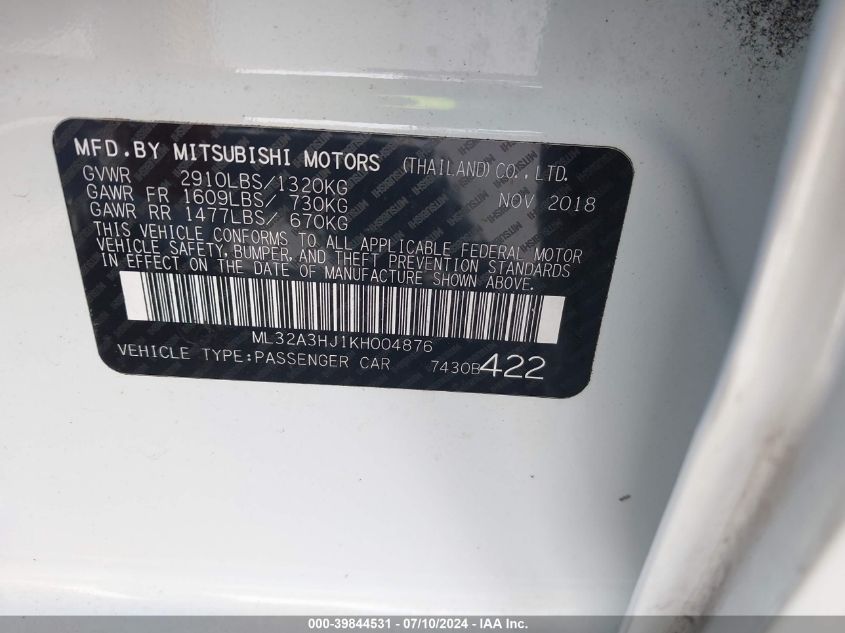 MFD.BY MITSUBISHI MOTORS (THAILAND)CO.,LTD.
GVWR 2910LBS/1320KG
GAWR FR 1609LBS/ 730KG NOV 2018
GAWR RR 1477LBS/ 670KG
THIS VEHICLE CONFORMS TO ALL APPLICABLE FEDERAL MOTOR
VEHICLE SAFETY, BUMPER, AND THEFT PREVENTION STANDARDS
IN EFFECT ON THE DATE OF MANUFACTURE SHOWN ABOVE.
ML32A3HJ1KH004876
VEHICLE TYPE:PASSENGER CAR 7430B422
000-39844531 - 07/10/2024 - IAA Inc.